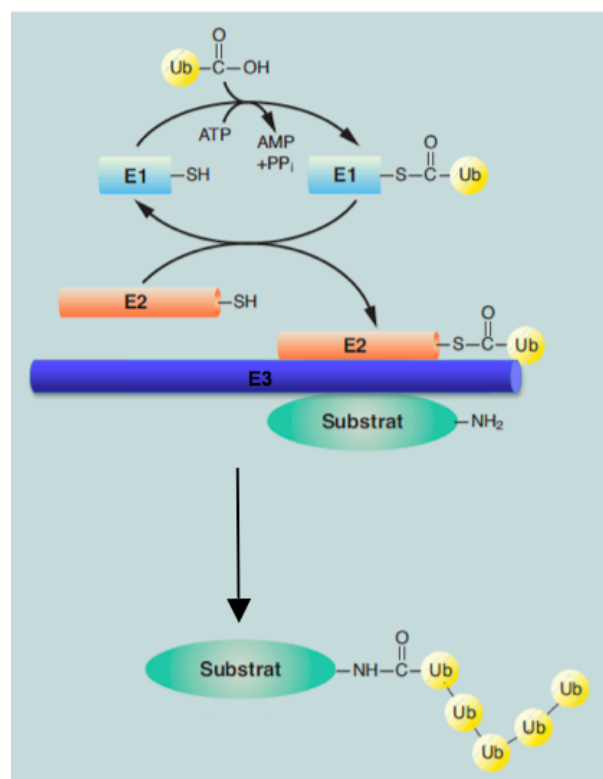 O
Ub–C–OH
ATP
AMP
+PPi
E1 –SH
O
E1 –S–C– Ub
E2 –SH
O
E2 –S–C– Ub
E3
Substrat –NH₂
O
Substrat –NH–C– Ub
Ub
Ub
Ub
Ub
Ub